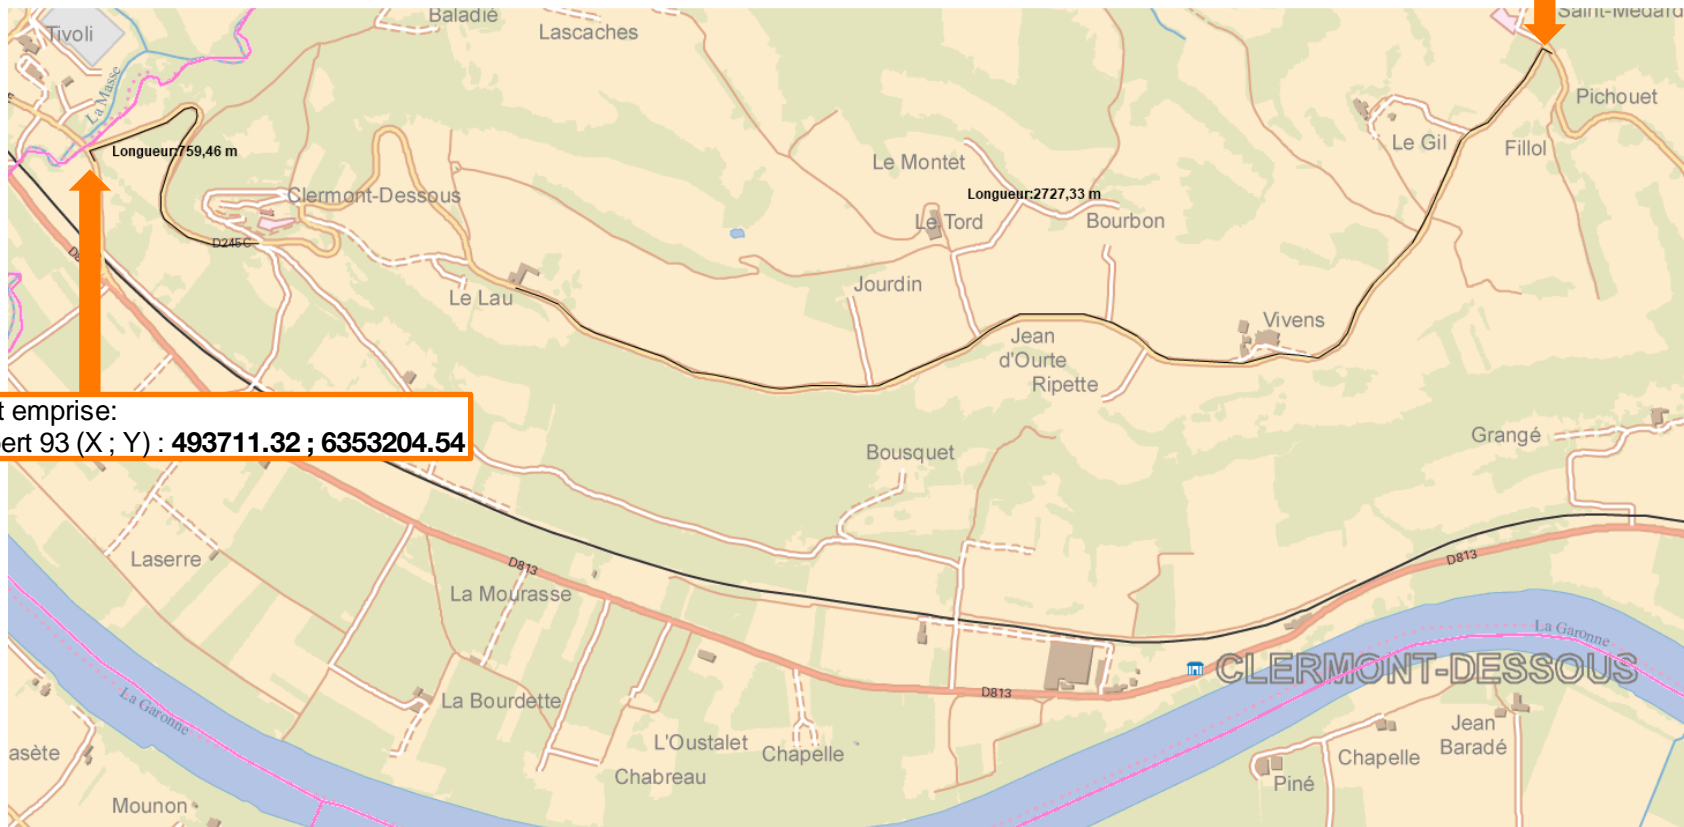 Baladié
Saint-Médard
Tivoli
Lascaches
La Masse
Pichouet
Longueur:759,46 m
Le Montet
Le Gil
Fillol
Clermont-Dessous
Longueur:2727,33 m
Le Tord
Bourbon
D245C
Jourdin
Le Lau
Vivens
Jean
d'Ourte
Ripette
t emprise:
bert 93 (X ; Y) : 493711.32 ; 6353204.54
Grangé
Bousquet
Laserre
D813
D813
La Mourasse
La Garonne
CLERMONT-DESSOUS
La Garonne
D813
La Bourdette
Jean
Baradé
L'Oustalet
Chapelle
Chapelle
asète
Chabreau
Piné
Mounon